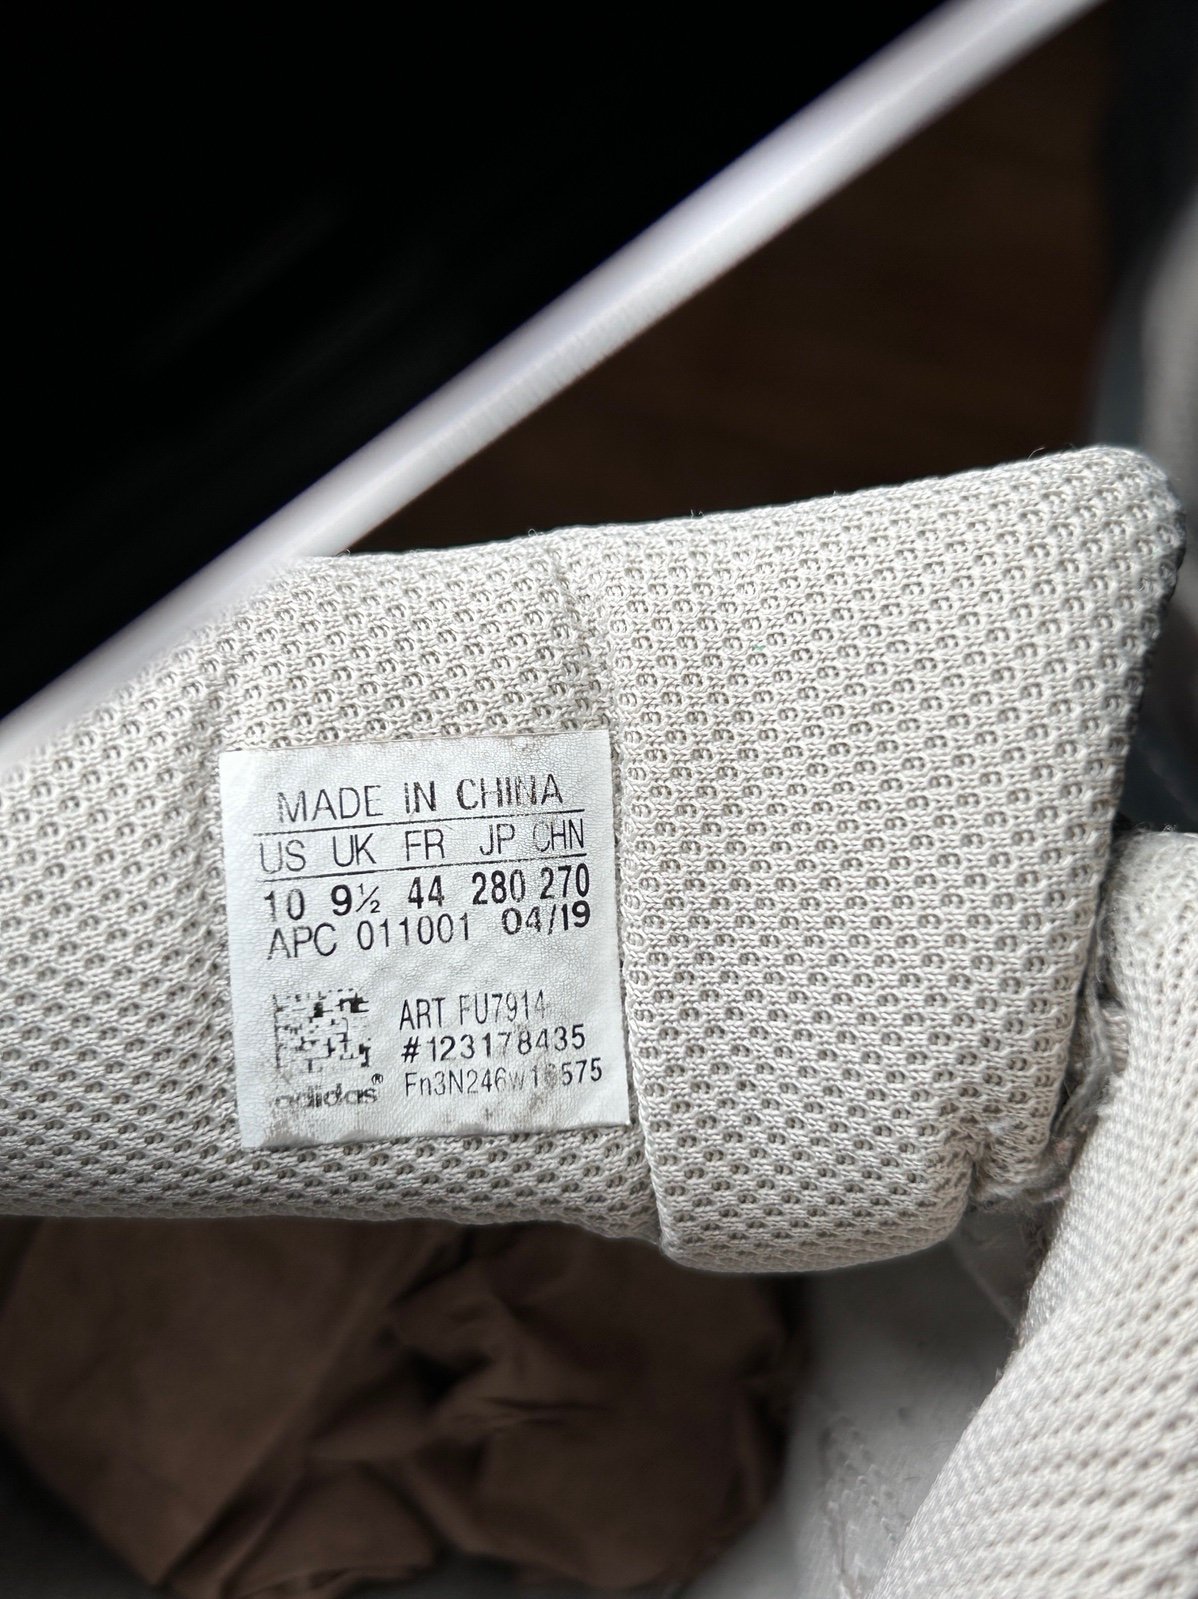 MADE IN CHINA
US UK FR JP CHN
10 9½ 44 280 270
APC 011001 04/19
ART FU7914
#123178435
adidas®